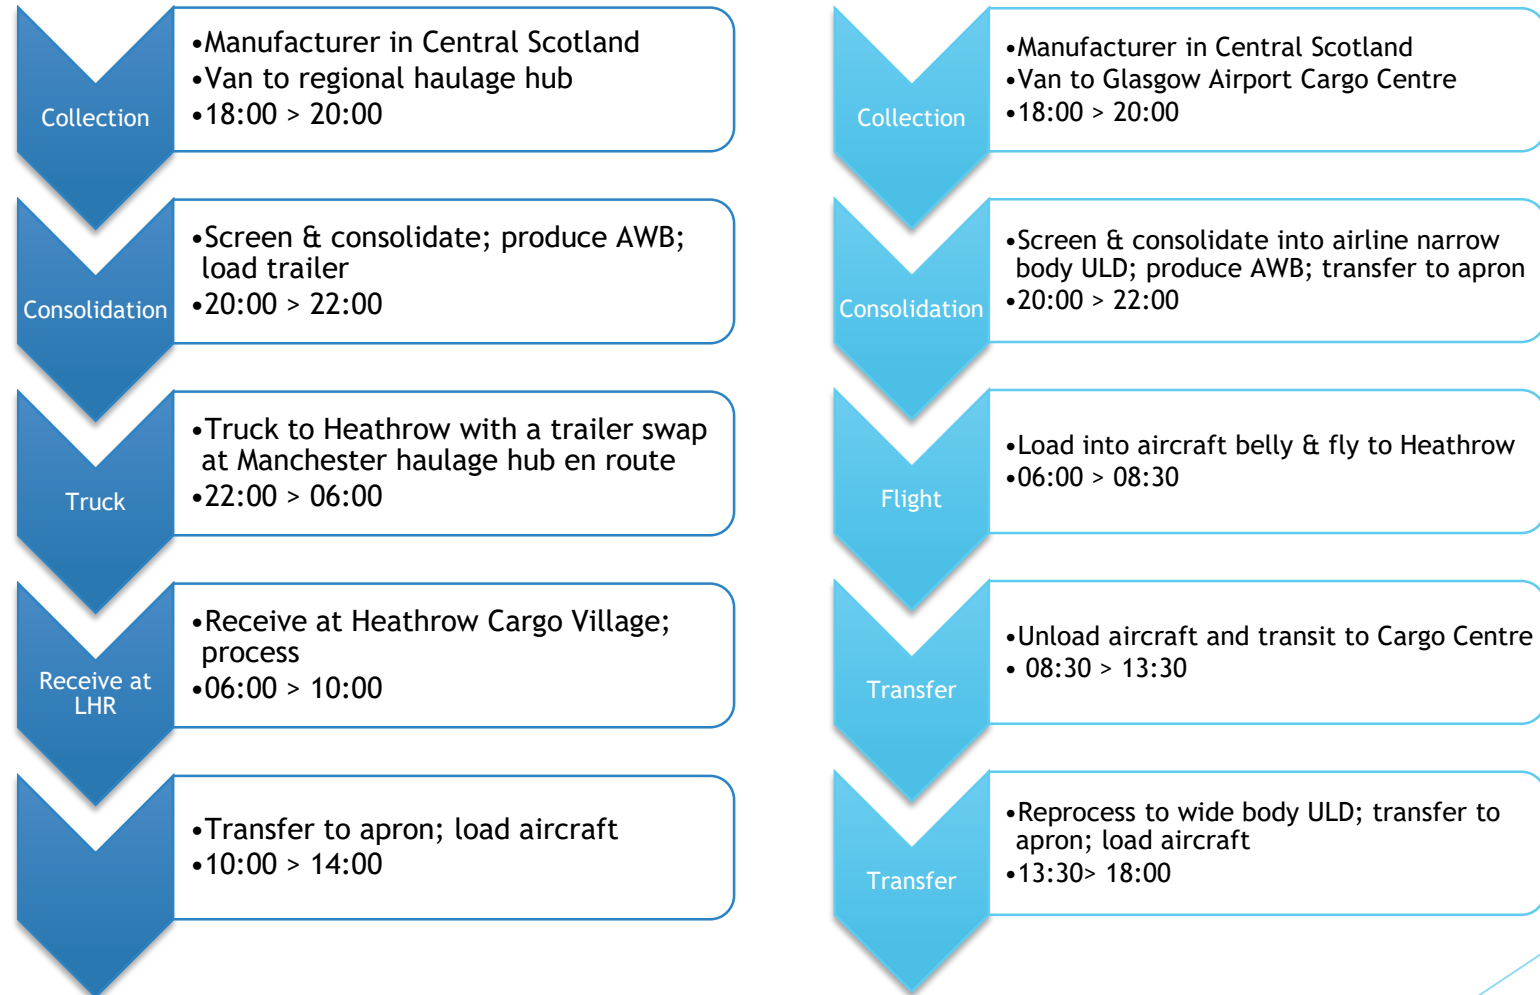 Collection
•Manufacturer in Central Scotland
•Van to regional haulage hub
•18:00 > 20:00
Consolidation
•Screen & consolidate; produce AWB;
load trailer
•20:00 > 22:00
Truck
•Truck to Heathrow with a trailer swap
at Manchester haulage hub en route
•22:00 > 06:00
Receive at
LHR
•Receive at Heathrow Cargo Village;
process
•06:00 > 10:00
•Transfer to apron; load aircraft
•10:00 > 14:00
Collection
•Manufacturer in Central Scotland
•Van to Glasgow Airport Cargo Centre
•18:00 > 20:00
Consolidation
•Screen & consolidate into airline narrow
body ULD; produce AWB; transfer to apron
•20:00 > 22:00
Flight
•Load into aircraft belly & fly to Heathrow
•06:00 > 08:30
Transfer
•Unload aircraft and transit to Cargo Centre
• 08:30 > 13:30
Transfer
•Reprocess to wide body ULD; transfer to
apron; load aircraft
•13:30> 18:00